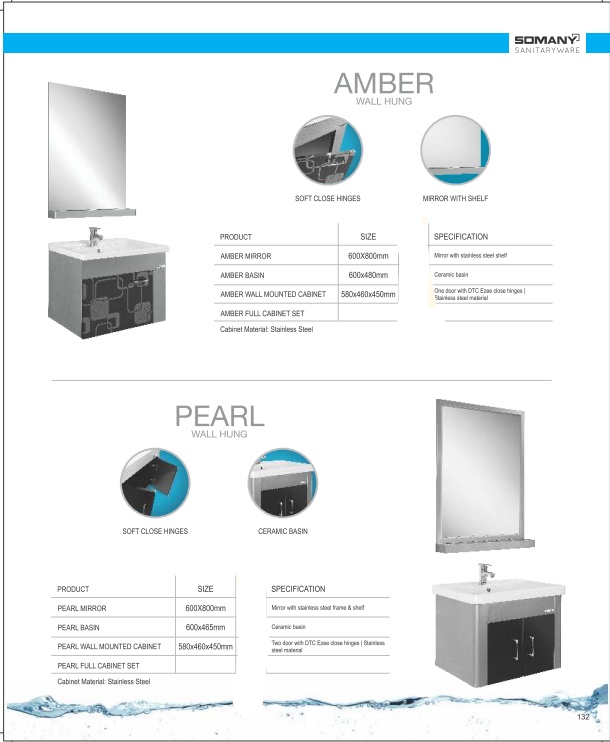 SOMANY
SANITARYWARE
AMBER
WALL HUNG
SOFT CLOSE HINGES
MIRROR WITH SHELF
PRODUCT SIZE SPECIFICATION
AMBER MIRROR 600X800mm Mirror with stainless steel shelf
AMBER BASIN 600x480mm Ceramic basin
AMBER WALL MOUNTED CABINET 580x460x450mm One door with DTC Ezee close hinges |
Stainless steel material
AMBER FULL CABINET SET
Cabinet Material: Stainless Steel
PEARL
WALL HUNG
SOFT CLOSE HINGES
CERAMIC BASIN
PRODUCT SIZE SPECIFICATION
PEARL MIRROR 600X800mm Mirror with stainless steel frame & shelf
PEARL BASIN 600x465mm Ceramic basin
PEARL WALL MOUNTED CABINET 580x460x450mm Two door with DTC Ezee close hinges | Stainless
steel material
PEARL FULL CABINET SET
Cabinet Material: Stainless Steel
132